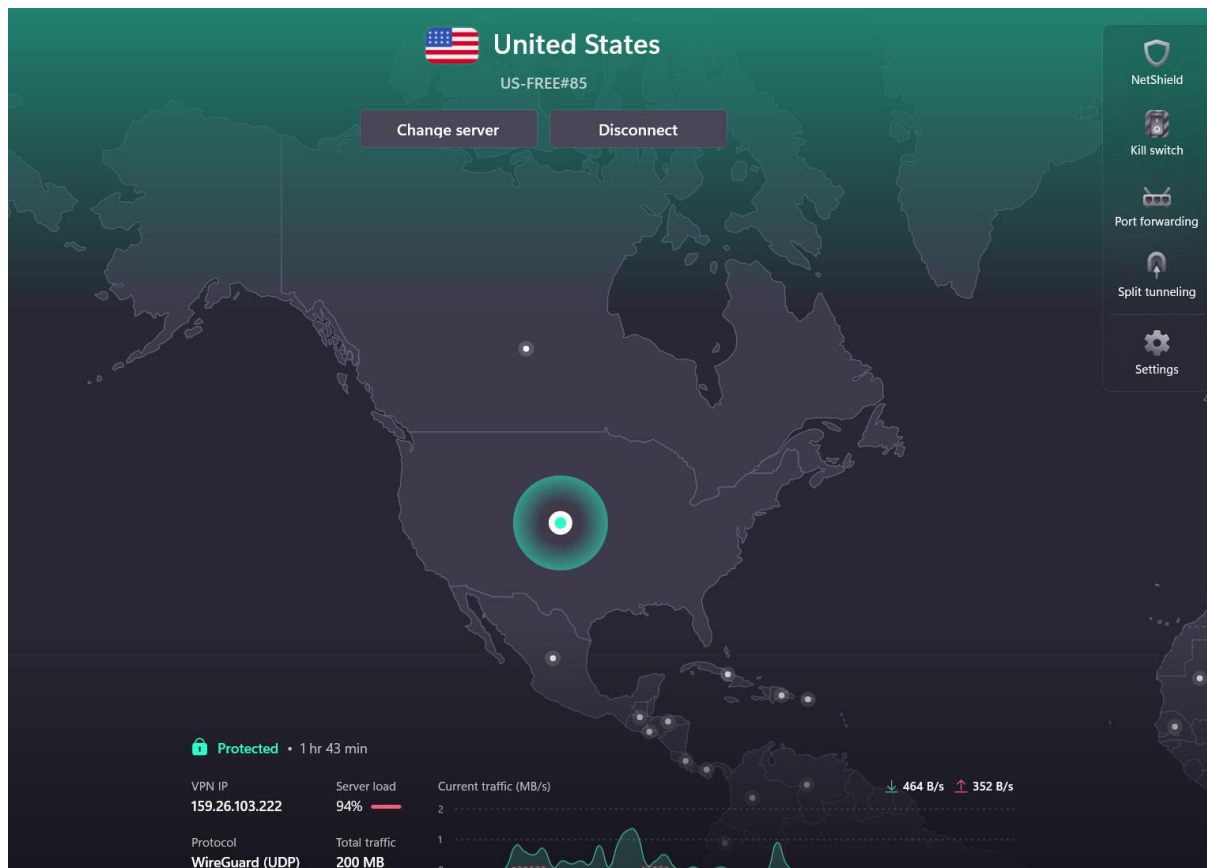 United States
US-FREE#85
Change server
Disconnect
NetShield
Kill switch
Port forwarding
Split tunneling
Settings
Protected • 1 hr 43 min
VPN IP
159.26.103.222
Server load
94%
Protocol
WireGuard (UDP)
Total traffic
200 MB
Current traffic (MB/s)
464 B/s 352 B/s
2
1
0